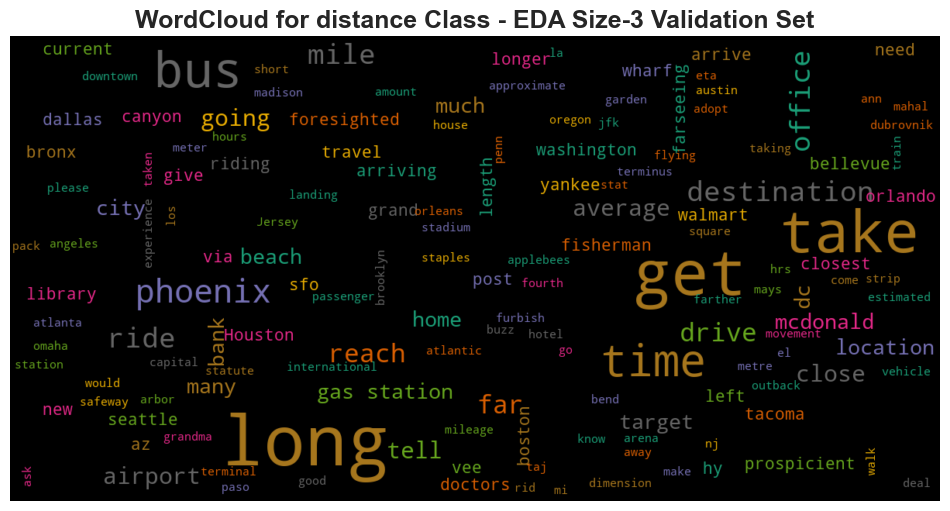 WordCloud for distance Class - EDA Size-3 Validation Set
current
downtown
bus
short
madison
mile
amount
longer
la
approximate
wharf
arrive
eta
austin
adopt
farseeing
office
need
ann
mahal
dubrovnik
dallas
canyon
going
hours
foresighted
much
house
garden
oregon
jfk
washington
flying
taking
train
bronx
taken
meter
riding
travel
arriving
length
penn
terminus
bellevue
please
give
landing
yankee
stat
destination
orlando
city
experience
los
Jersey
grand
orleans
stadium
average
walmart
square
take
pack
angeles
via
beach
brooklyn
staples
applebees
fisherman
get
closest
hrs
come
strip
library
phoenix
sfo
passenger
post
fourth
farther
dc
mays
estimated
atlanta
omaha
station
ride
capital
bank
Houston
statute
international
reach
home
atlantic
furbish
buzz
hotel
go
drive
mcdonald
movement
location
el
metre
vehicle
time
close
outback
would
safeway
arbor
many
gas station
far
bend
left
new
seattle
grandma
az
long
tell
mileage
boston
target
know
arena
away
tacoma
nj
ask
airport
terminal
paso
good
vee
doctors
rid
taj
mi
dimension
make
hy
prospicient
walk
deal